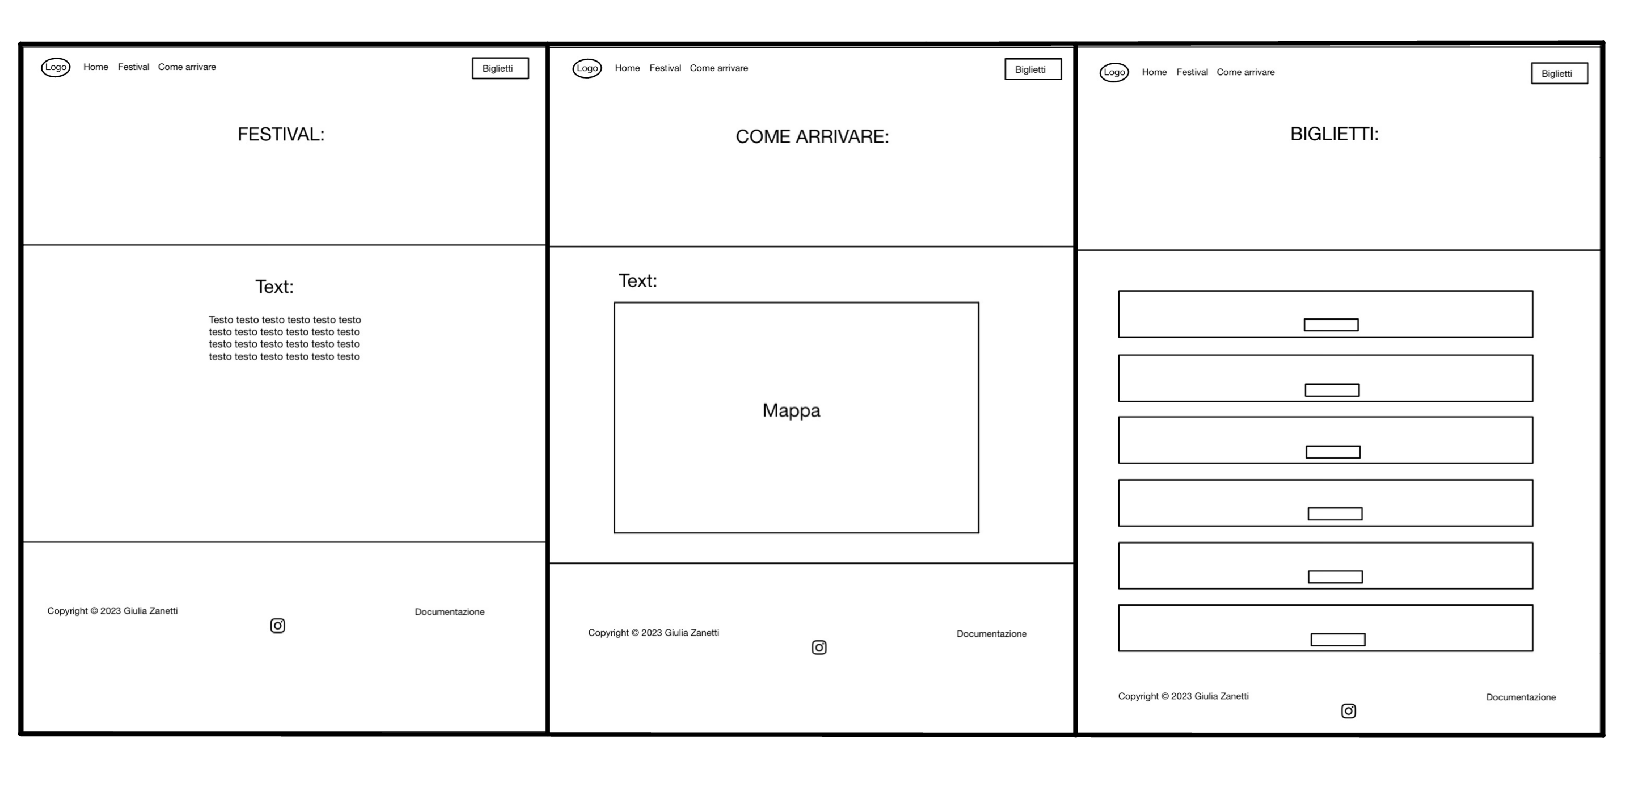 Logo Home Festival Come arrivare Biglietti
FESTIVAL:
Text:
Testo testo testo testo testo testo
testo testo testo testo testo testo
testo testo testo testo testo testo
testo testo testo testo testo testo
Copyright © 2023 Giulia Zanetti
Documentazione
Logo Home Festival Come arrivare Biglietti
COME ARRIVARE:
Text:
Mappa
Copyright © 2023 Giulia Zanetti
Documentazione
Logo Home Festival Come arrivare Biglietti
BIGLIETTI:
Copyright © 2023 Giulia Zanetti
Documentazione